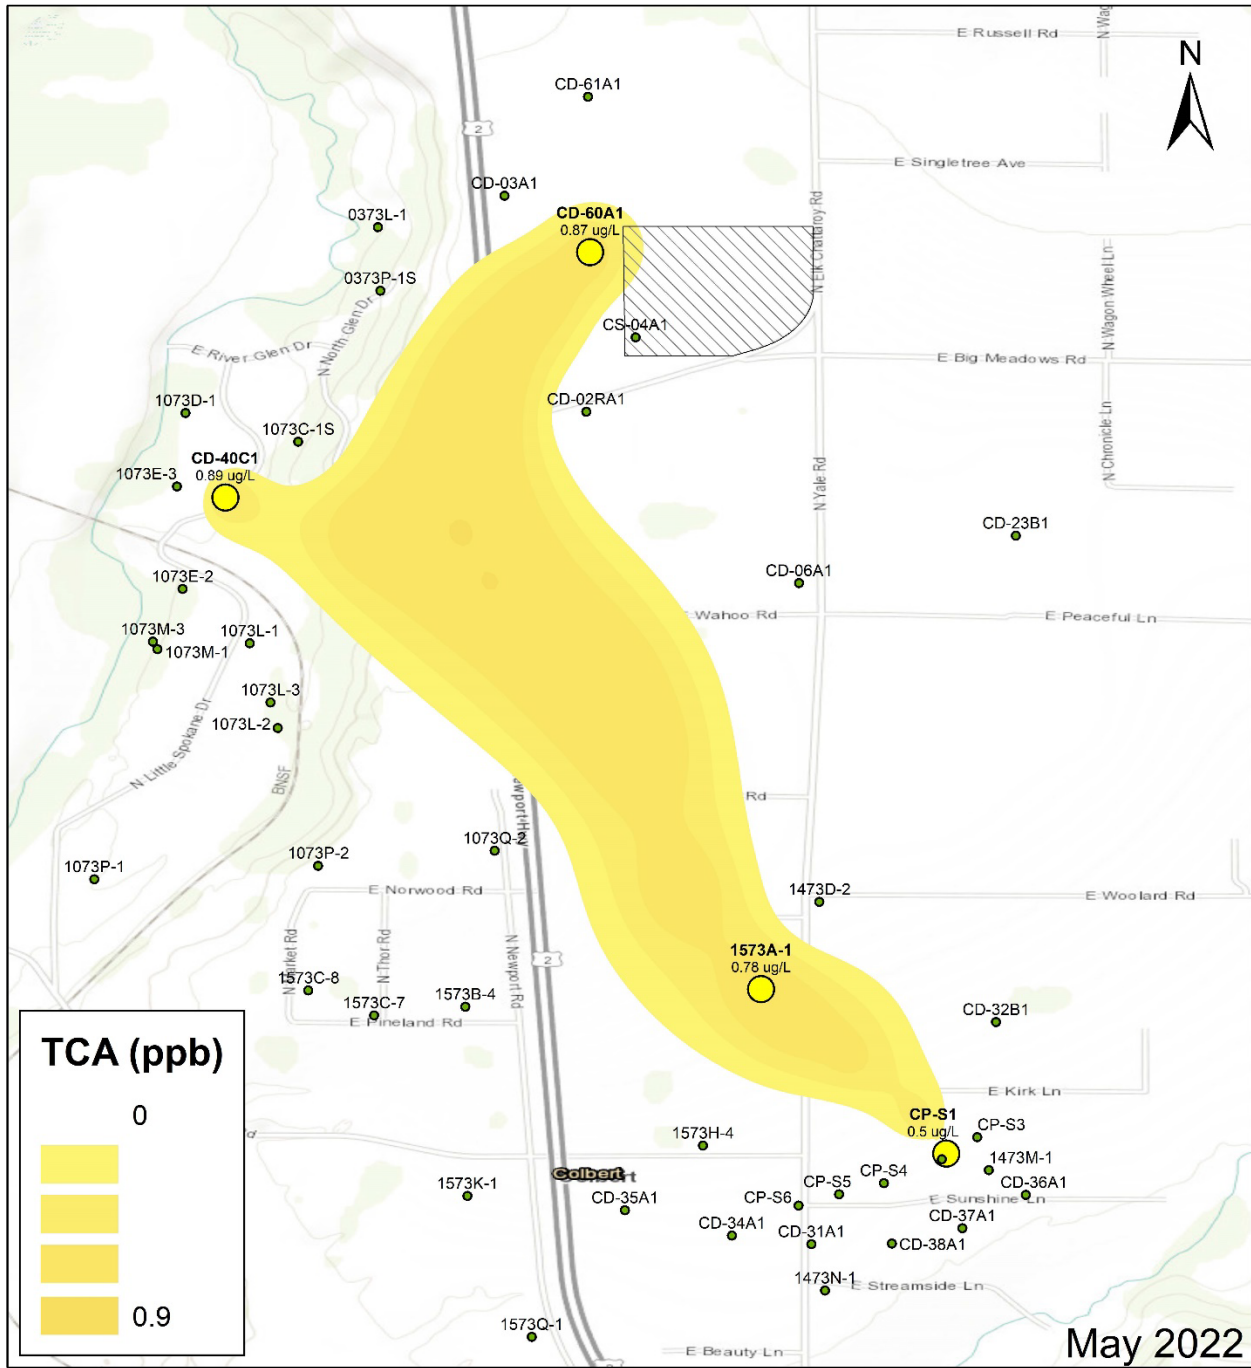 E Russell Rd
N Wag
N
CD-61A1
2
E Singletree Ave
CD-03A1
0373L-1
CD-60A1
0.87 ug/L
N Elk Chattaroy Rd
N Wagon Wheel Ln
0373P-1S
N North Glen Dr
CS-04A1
E River Glen Dr
E Big Meadows Rd
1073D-1
CD-02RA1
1073C-1S
N Chronicle Ln
CD-40C1
0.89 ug/L
1073E-3
N Yale Rd
CD-23B1
1073E-2
CD-06A1
E Wahoo Rd
E Peaceful Ln
1073M-3
1073L-1
1073M-1
1073L-3
1073L-2
N Little Spokane Dr
BNSF
Rd
wport Hwy
1073Q-2
1073P-1
1073P-2
E Norwood Rd
1473D-2
E Woolard Rd
N Market Rd
N Thor Rd
N Newport Rd
2
1573A-1
0.78 ug/L
1573C-8
1573C-7
1573B-4
E Pineland Rd
CD-32B1
TCA (ppb)
0
0.9
E Kirk Ln
CP-S1
0.5 ug/L
CP-S3
1573H-4
Colbert
1473M-1
CP-S4
CP-S5
CD-36A1
1573K-1
CD-35A1
CP-S6
E Sunshine Ln
CD-34A1
CD-31A1
CD-37A1
CD-38A1
1473N-1
E Streamside Ln
1573Q-1
E Beauty Ln
May 2022